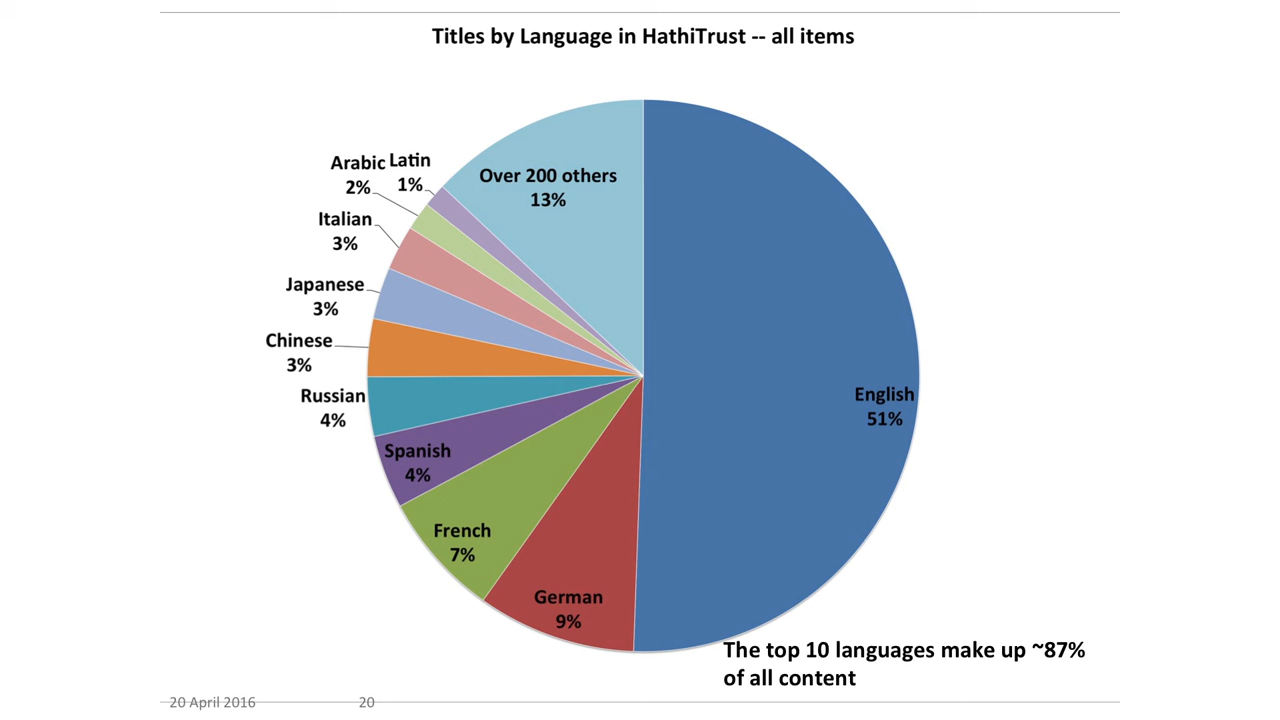 Titles by Language in HathiTrust -- all items
Over 200 others
13%
English
51%
German
9%
French
7%
Spanish
4%
Russian
4%
Chinese
3%
Japanese
3%
Italian
3%
Arabic
2%
Latin
1%
The top 10 languages make up ~87%
of all content
20 April 2016
20